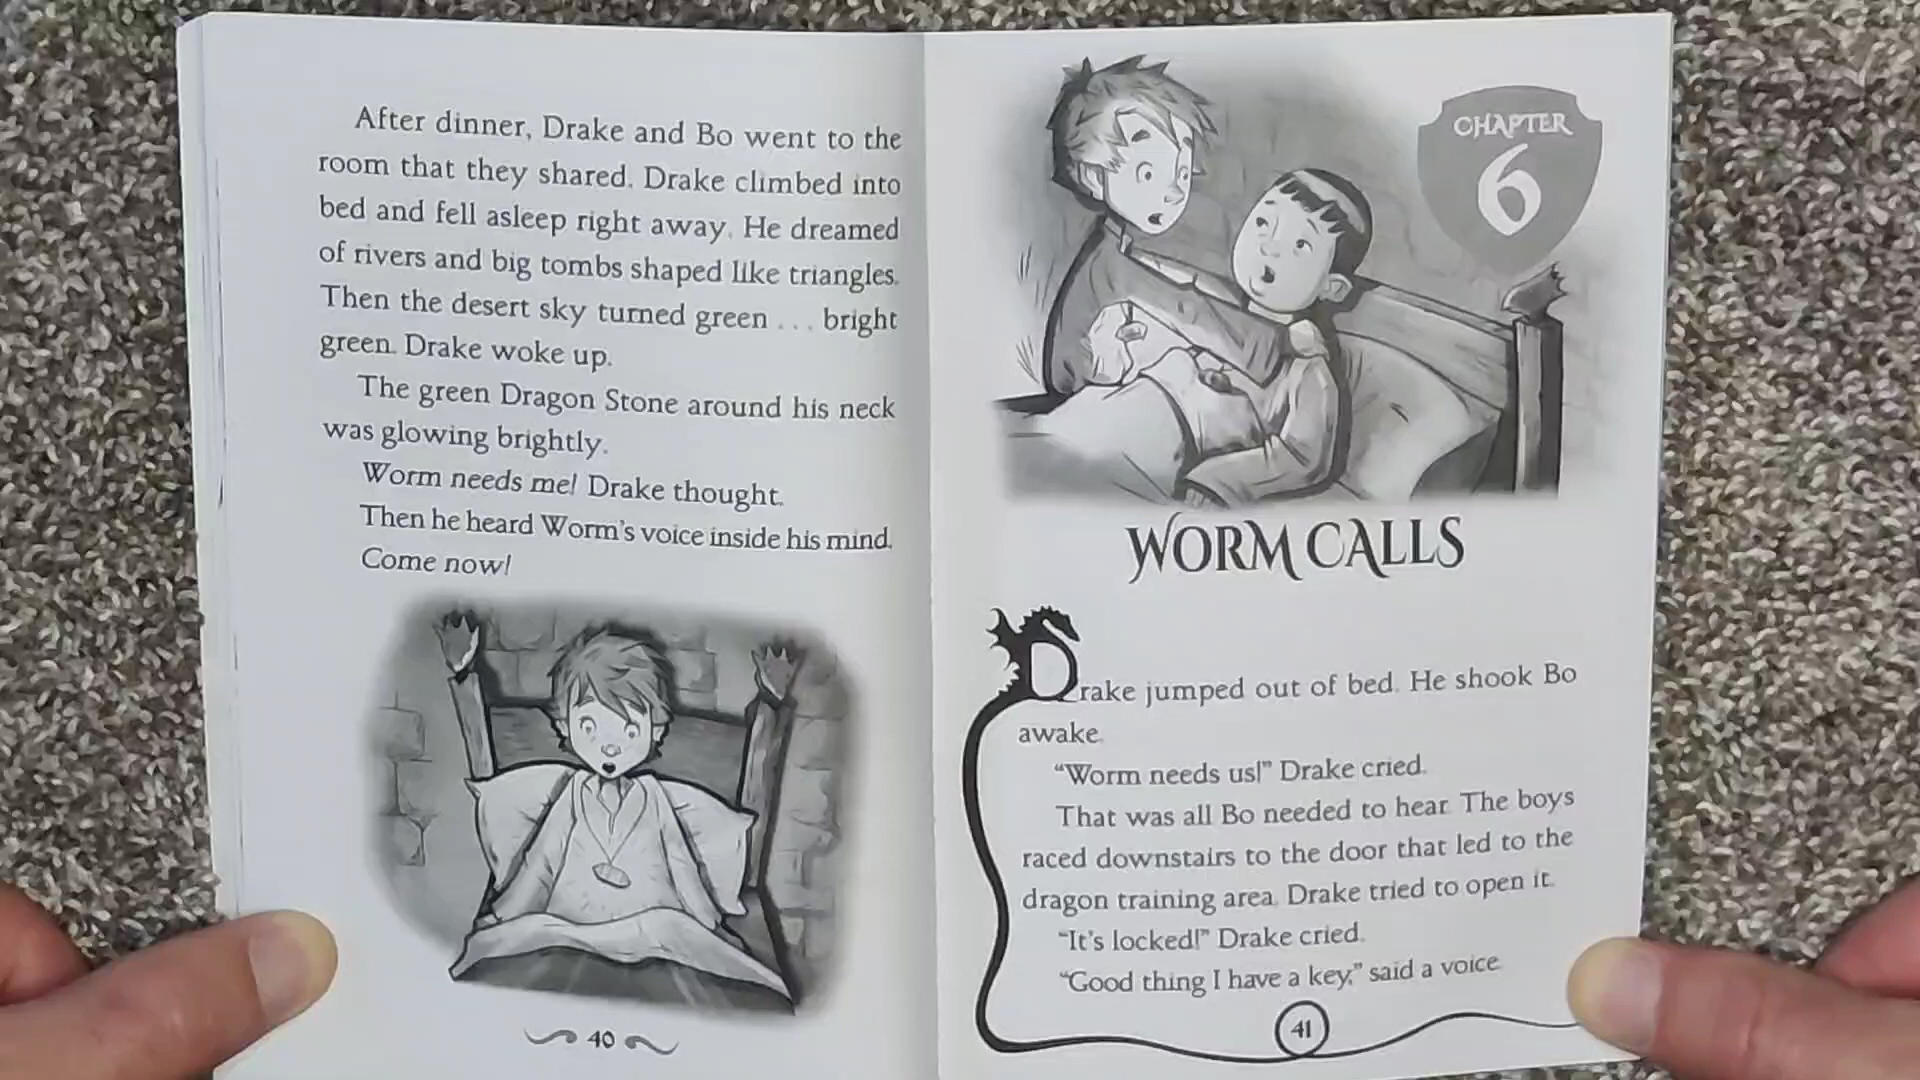 After dinner, Drake and Bo went to the
room that they shared. Drake climbed into
bed and fell asleep right away. He dreamed
of rivers and big tombs shaped like triangles.
Then the desert sky turned green . . . bright
green. Drake woke up.
The green Dragon Stone around his neck
was glowing brightly.
Worm needs me! Drake thought.
Then he heard Worm's voice inside his mind.
Come now!
40
CHAPTER
6
WORM CALLS
Drake jumped out of bed. He shook Bo
awake.
“Worm needs us!” Drake cried.
That was all Bo needed to hear. The boys
raced downstairs to the door that led to the
dragon training area. Drake tried to open it.
“It's locked!” Drake cried.
“Good thing I have a key,” said a voice.
41